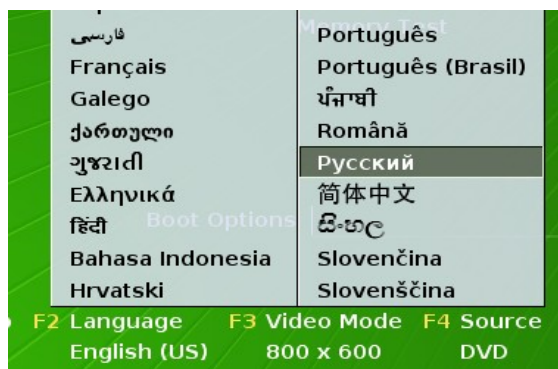 Memory Test
فارسی
Français
Galego
ქართული
ગુજરાતી
Ελληνικά
हिंदी
Bahasa Indonesia
Hrvatski
Português
Português (Brasil)
ਪੰਜਾਬੀ
Română
Русский
简体中文
සිංහල
Slovenčina
Slovenščina
Boot Options
F2 Language F3 Video Mode F4 Source
English (US) 800 x 600 DVD